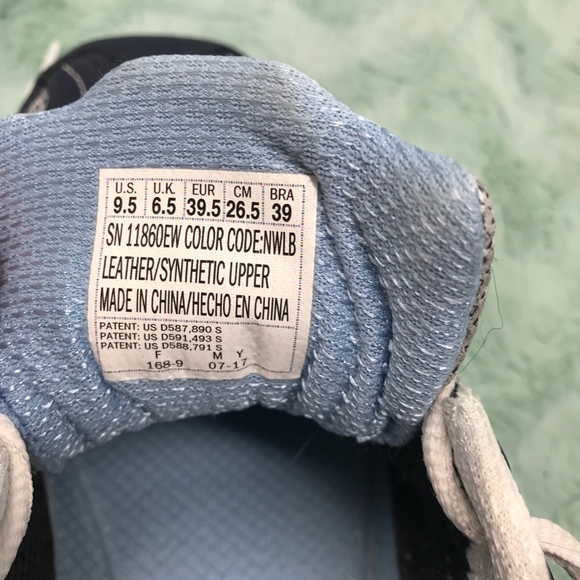 U.S. U.K. EUR CM BRA
9.5 6.5 39.5 26.5 39
SN 11860EW COLOR CODE:NWLB
LEATHER/SYNTHETIC UPPER
MADE IN CHINA/HECHO EN CHINA
PATENT: US D587,890 S
PATENT: US D591,493 S
PATENT: US D588,791 S
F M Y
168-9 07-17